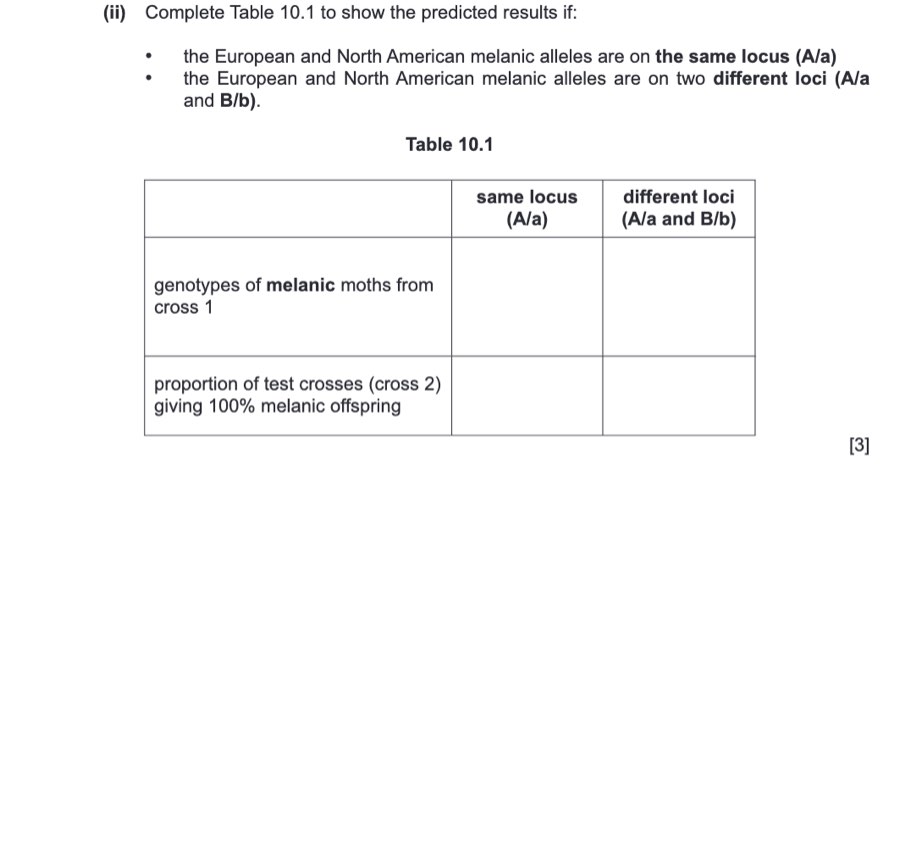 (ii) Complete Table 10.1 to show the predicted results if:
• the European and North American melanic alleles are on the same locus (A/a)
• the European and North American melanic alleles are on two different loci (A/a
and B/b).
Table 10.1
same locus
(A/a)
different loci
(A/a and B/b)
genotypes of melanic moths from
cross 1
proportion of test crosses (cross 2)
giving 100% melanic offspring
[3]